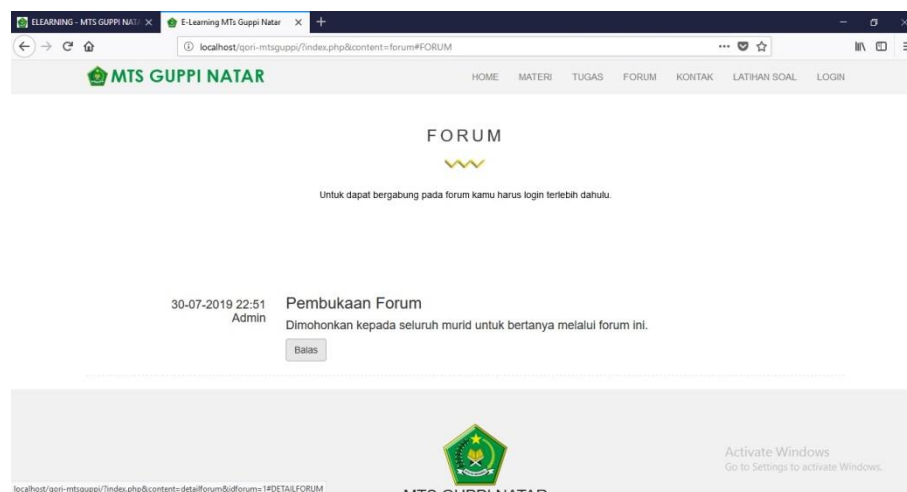 ELEARNING - MTS GUPPI NATA
E-Learning MTs Guppi Natar
localhost/qori-mtsguppi/?index.php&content=forum#FORUM
MTS GUPPI NATAR
HOME MATERI TUGAS FORUM KONTAK LATIHAN SOAL LOGIN
FORUM
Untuk dapat bergabung pada forum kamu harus login terlebih dahulu.
30-07-2019 22:51
Admin
Pembukaan Forum
Dimohonkan kepada seluruh murid untuk bertanya melalui forum ini.
Balas
Activate Windows
Go to Settings to activate Windows.
localhost/qori-mtsguppi/?index.php&content=detailforum&idforum=1#DETAILFORUM
MTS GUPPI NATAR